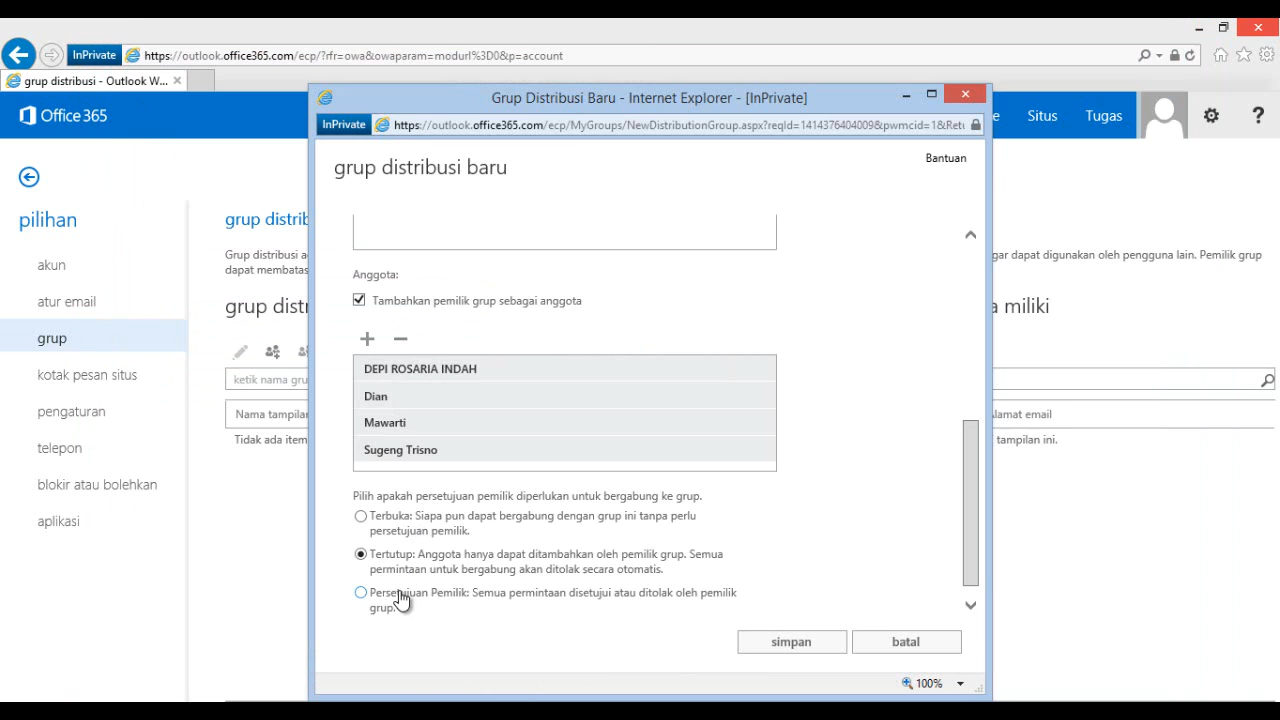 InPrivate
https://outlook.office365.com/ecp/?rfr=owa&owaparam=modurl%3D0&p=account
grup distribusi - Outlook W...
Office 365
Situs
Tugas
?
pilihan
akun
atur email
grup
kotak pesan situs
pengaturan
telepon
blokir atau bolehkan
aplikasi
grup distrib
Grup distribusi a
dapat membatas
grup distr
ketik nama gru
Nama tampilan
Tidak ada item
gar dapat digunakan oleh pengguna lain. Pemilik grup
a miliki
lamat email
tampilan ini.
Grup Distribusi Baru - Internet Explorer - [InPrivate]
InPrivate
https://outlook.office365.com/ecp/MyGroups/NewDistributionGroup.aspx?reqId=1414376404009&pwmcid=1&Retu
Bantuan
grup distribusi baru
Anggota:
Tambahkan pemilik grup sebagai anggota
DEPI ROSARIA INDAH
Dian
Mawarti
Sugeng Trisno
Pilih apakah persetujuan pemilik diperlukan untuk bergabung ke grup.
Terbuka: Siapa pun dapat bergabung dengan grup ini tanpa perlu
persetujuan pemilik.
Tertutup: Anggota hanya dapat ditambahkan oleh pemilik grup. Semua
permintaan untuk bergabung akan ditolak secara otomatis.
Persetujuan Pemilik: Semua permintaan disetujui atau ditolak oleh pemilik
grup.
simpan
batal
100%